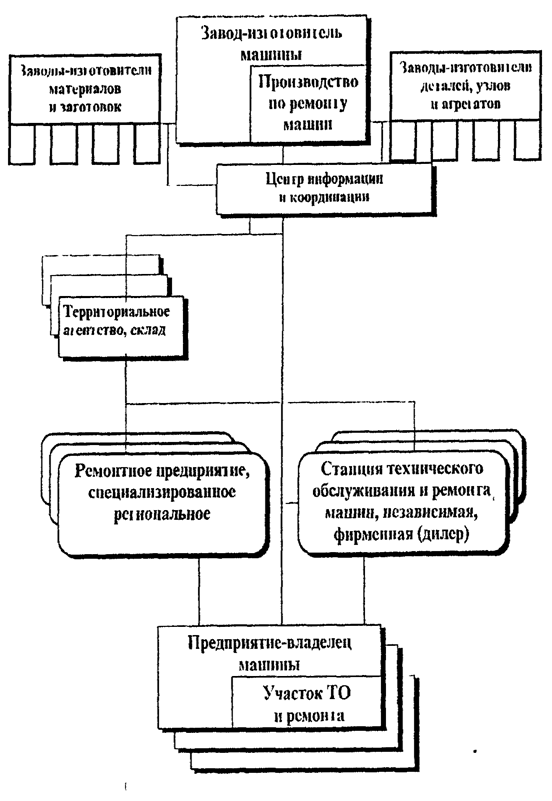 Завод-изготовитель
машины
Производство
по ремонту
машин
Заводы-изготовители
материалов
и заготовок
Заводы-изготовители
деталей, узлов
и агрегатов
Центр информации
и координации
Территориальное
агентство, склад
Ремонтное предприятие,
специализированное
региональное
Станция технического
обслуживания и ремонта
машин, независимая,
фирменная (дилер)
Предприятие-владелец
машины
Участок ТО
и ремонта